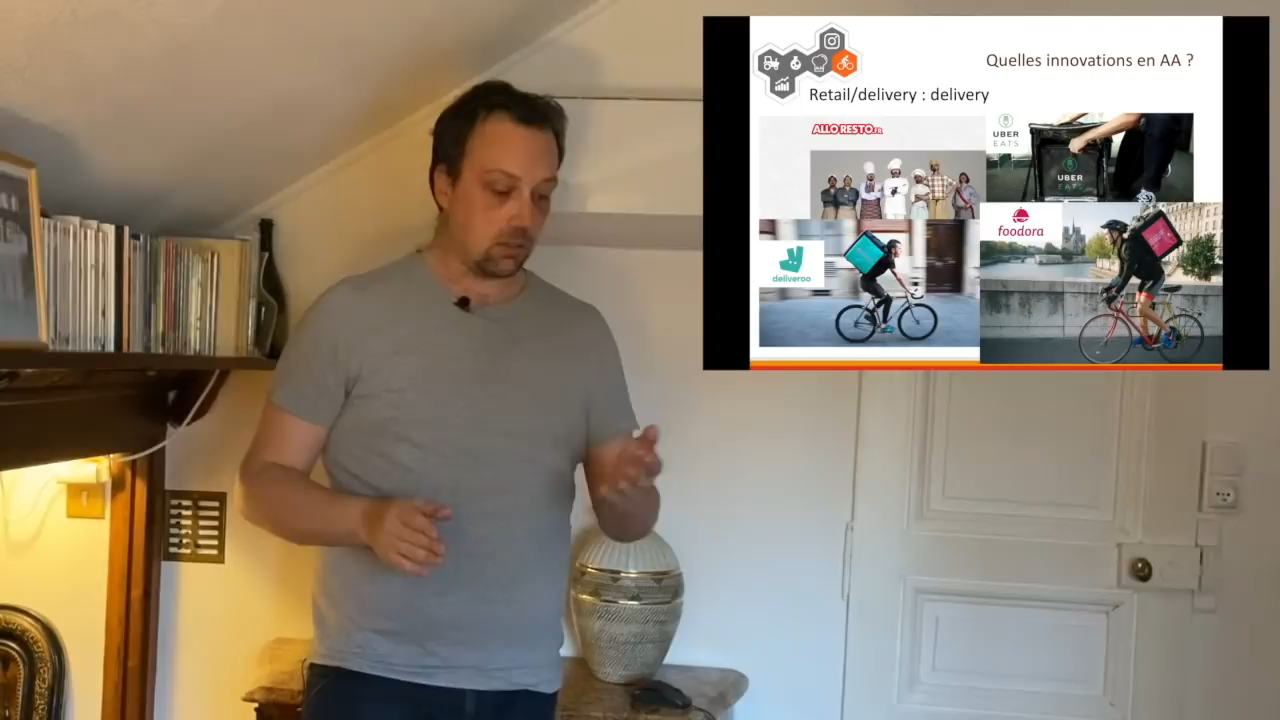 Quelles innovations en AA ?
Retail/delivery : delivery
ALLO RESTO.FR
UBER
EATS
UBER
EATS
foodora
deliveroo